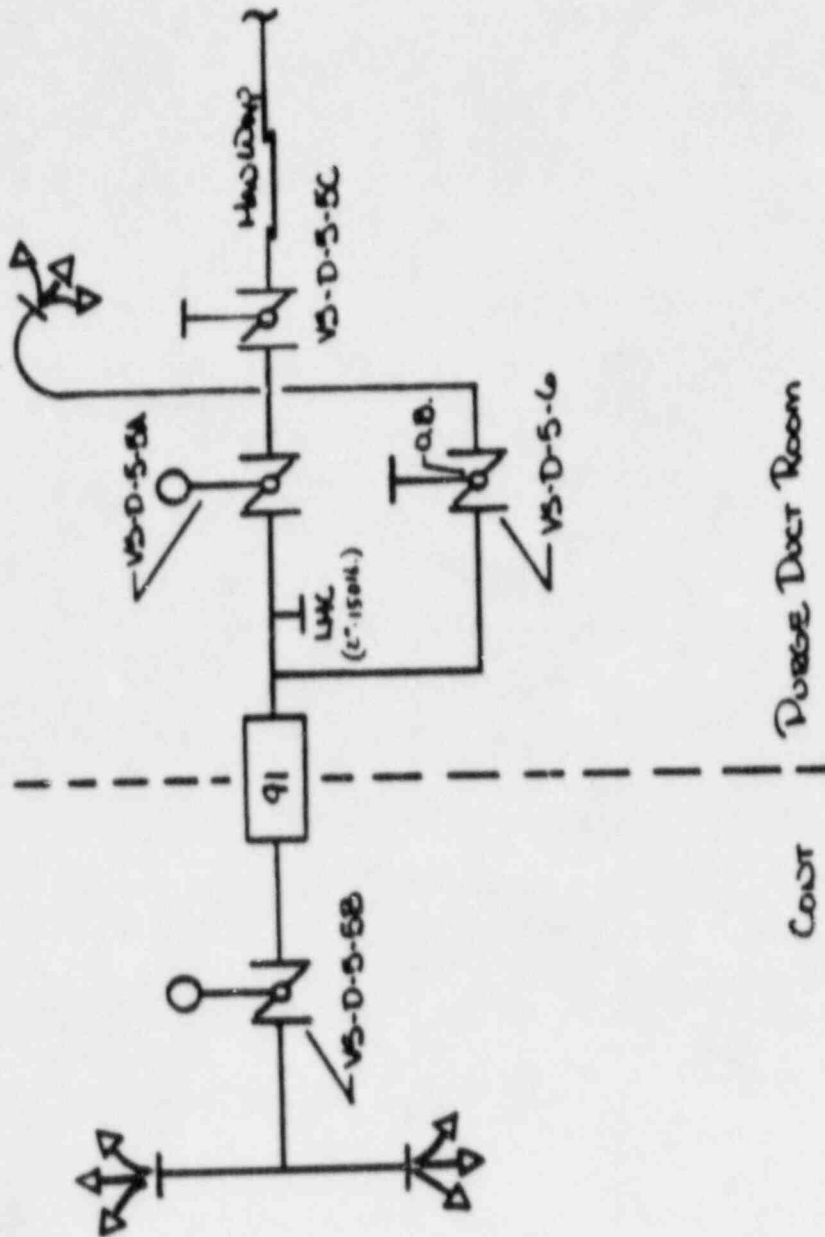 VS-D-5-5B
CONT
91
LMC
(2"-150#)
VS-D-5-5A
VS-D-5-6
Q.B.
VS-D-5-5C
PURGE DUCT ROOM